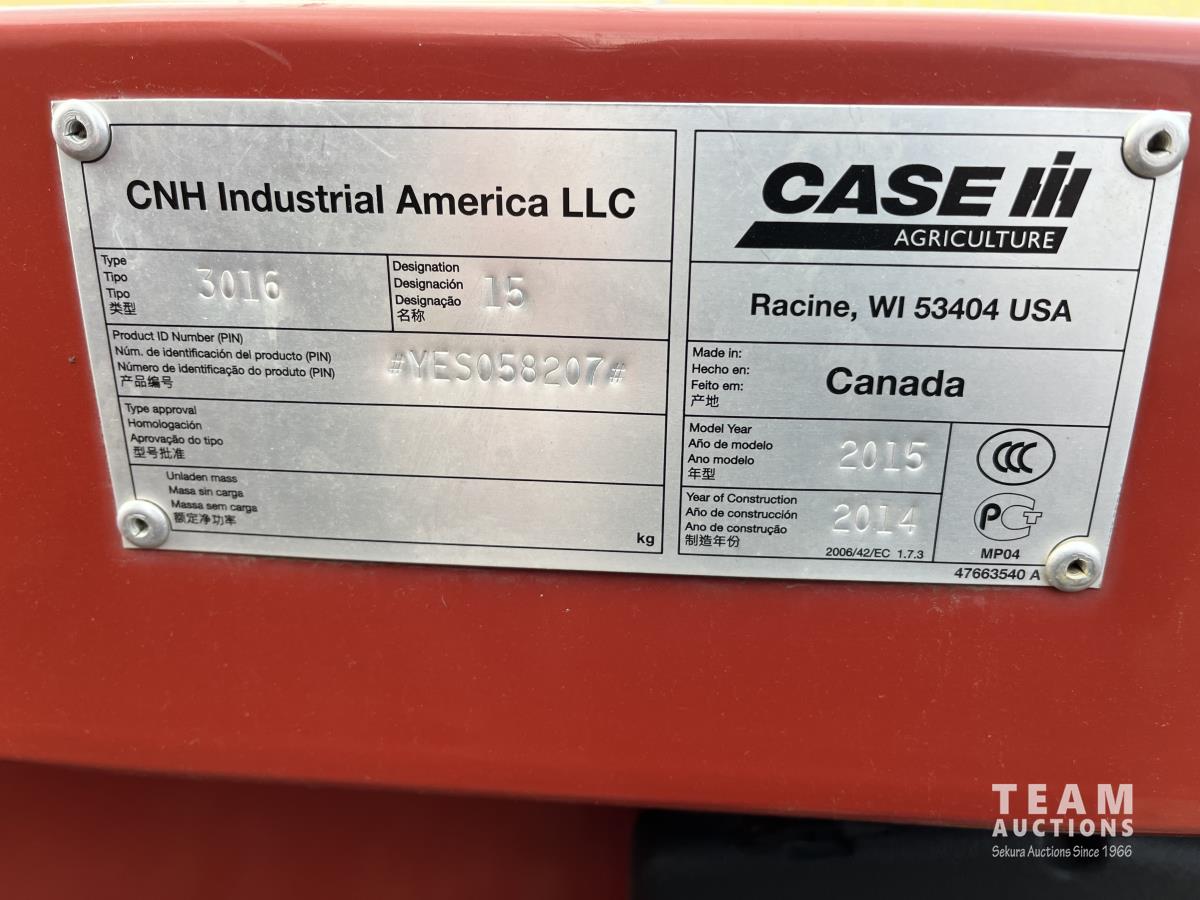 CNH Industrial America LLC
Type
Tipo
Tipo
类型
3016
Designation
Designación
Designação
名称
15
Product ID Number (PIN)
Núm. de identificación del producto (PIN)
Número de identificação do produto (PIN)
产品编号
#YES058207#
Type approval
Homologación
Aprovação do tipo
型号批准
Unladen mass
Masa sin carga
Massa sem carga
额定净功率
kg
CASE IH
AGRICULTURE
Racine, WI 53404 USA
Made in:
Hecho en:
Feito em:
产地
Canada
Model Year
Año de modelo
Ano modelo
年型
2015
Year of Construction
Año de construcción
Ano de construção
制造年份
2014
2006/42/EC 1.7.3
CCC
PCT
MP04
47663540 A
TEAM
AUCTIONS
Sekura Auctions Since 1966